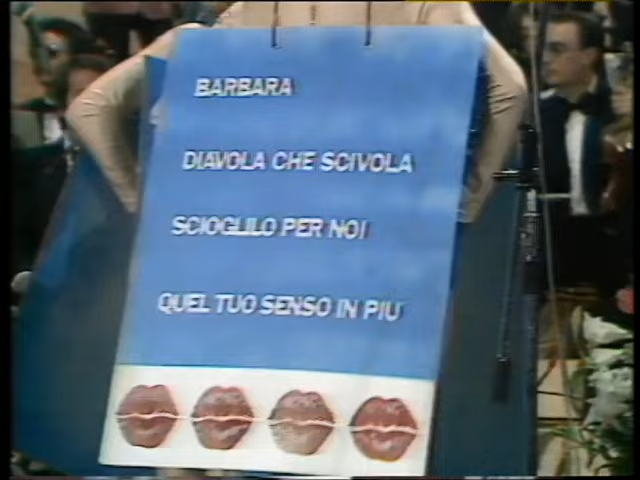 BARBARA
DIAVOLA CHE SCIVOLA
SCIOGLILO PER NOI
QUEL TUO SENSO IN PIU'